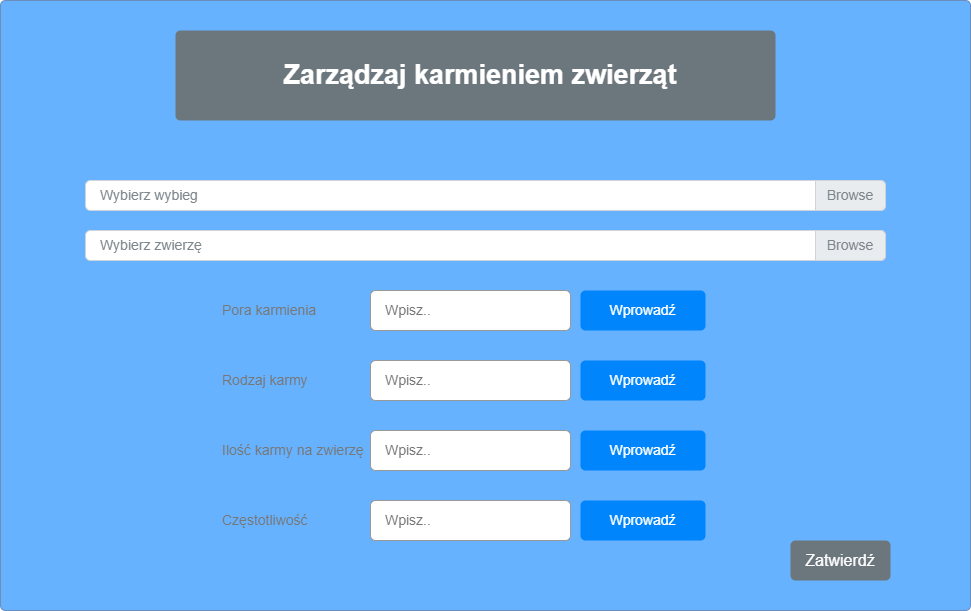 Zarządzaj karmieniem zwierząt
Wybierz wybieg Browse
Wybierz zwierzę Browse
Pora karmienia Wpisz.. Wprowadź
Rodzaj karmy Wpisz.. Wprowadź
Ilość karmy na zwierzę Wpisz.. Wprowadź
Częstotliwość Wpisz.. Wprowadź
Zatwierdź